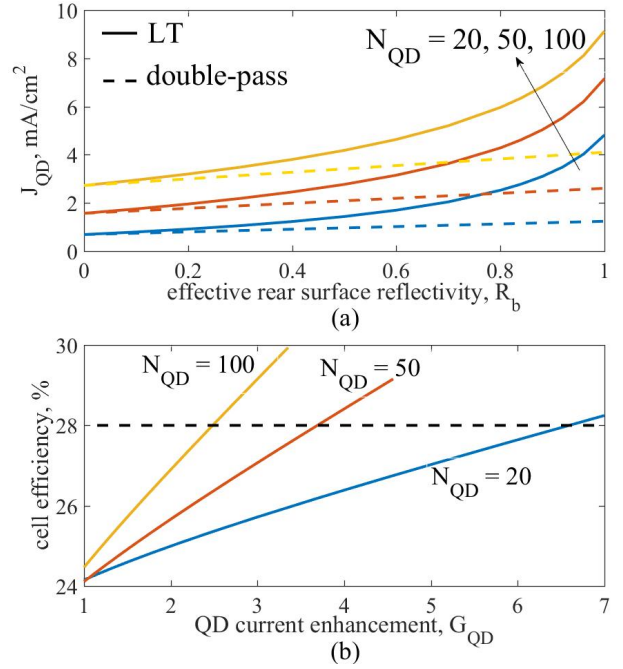 10
8
6
4
2
0
J_QD, mA/cm²
LT
double-pass
N_QD = 20, 50, 100
0 0.2 0.4 0.6 0.8 1
effective rear surface reflectivity, R_b
(a)
30
28
26
24
cell efficiency, %
N_QD = 100
N_QD = 50
N_QD = 20
1 2 3 4 5 6 7
QD current enhancement, G_QD
(b)